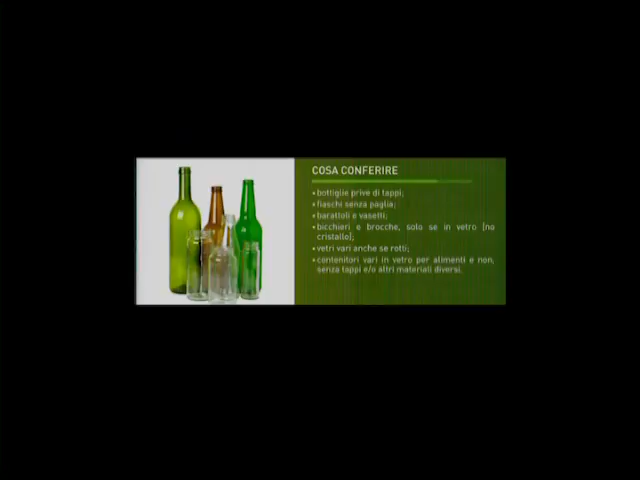 COSA CONFERIRE
• bottiglie prive di tappi;
• fiaschi senza paglia;
• barattoli e vasetti;
• bicchieri e brocche, solo se in vetro (no
cristallo);
• vetri vari anche se rotti;
• contenitori vari in vetro per alimenti e non,
senza tappi e/o altri materiali diversi.